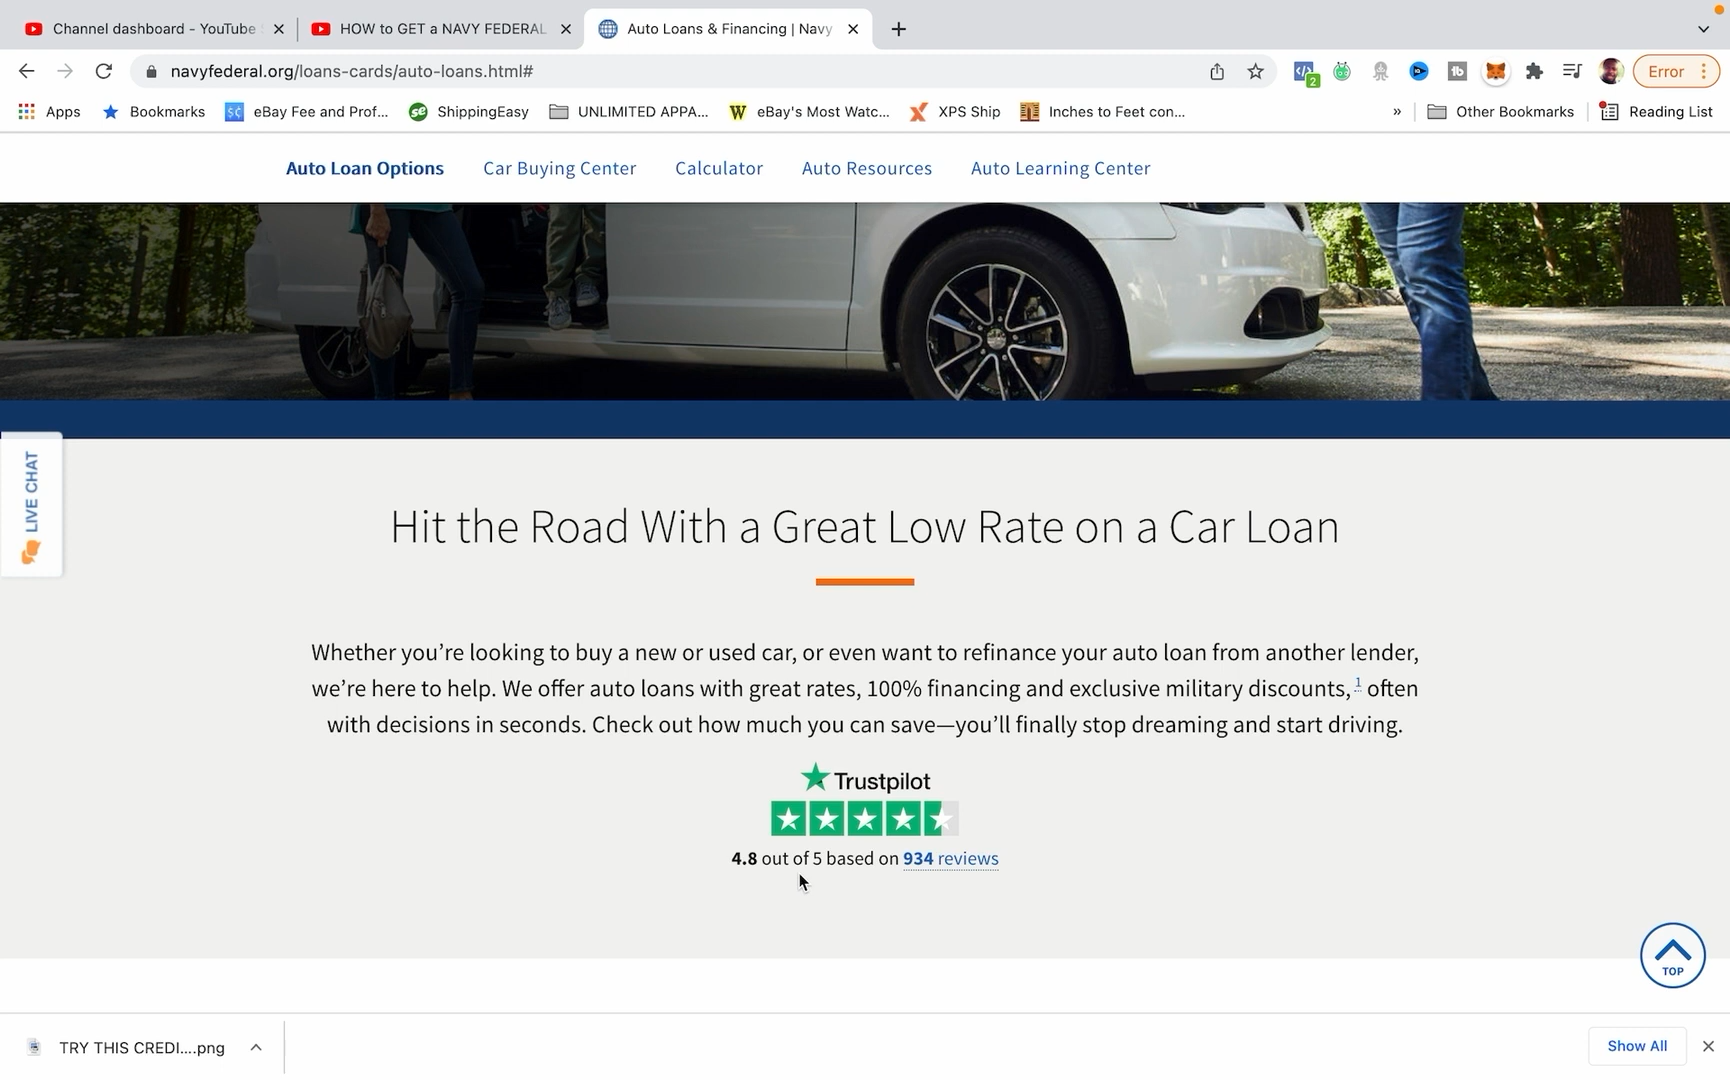 Channel dashboard - YouTube
HOW to GET a NAVY FEDERAL
Auto Loans & Financing | Navy
navyfederal.org/loans-cards/auto-loans.html#
2
tb
Error
Apps
Bookmarks
eBay Fee and Prof...
ShippingEasy
UNLIMITED APPA...
eBay's Most Watc...
XPS Ship
Inches to Feet con...
»
Other Bookmarks
Reading List
Auto Loan Options
Car Buying Center
Calculator
Auto Resources
Auto Learning Center
LIVE CHAT
Hit the Road With a Great Low Rate on a Car Loan
Whether you’re looking to buy a new or used car, or even want to refinance your auto loan from another lender,
we’re here to help. We offer auto loans with great rates, 100% financing and exclusive military discounts, 1 often
with decisions in seconds. Check out how much you can save—you’ll finally stop dreaming and start driving.
Trustpilot
4.8 out of 5 based on 934 reviews
TOP
TRY THIS CREDI....png
Show All